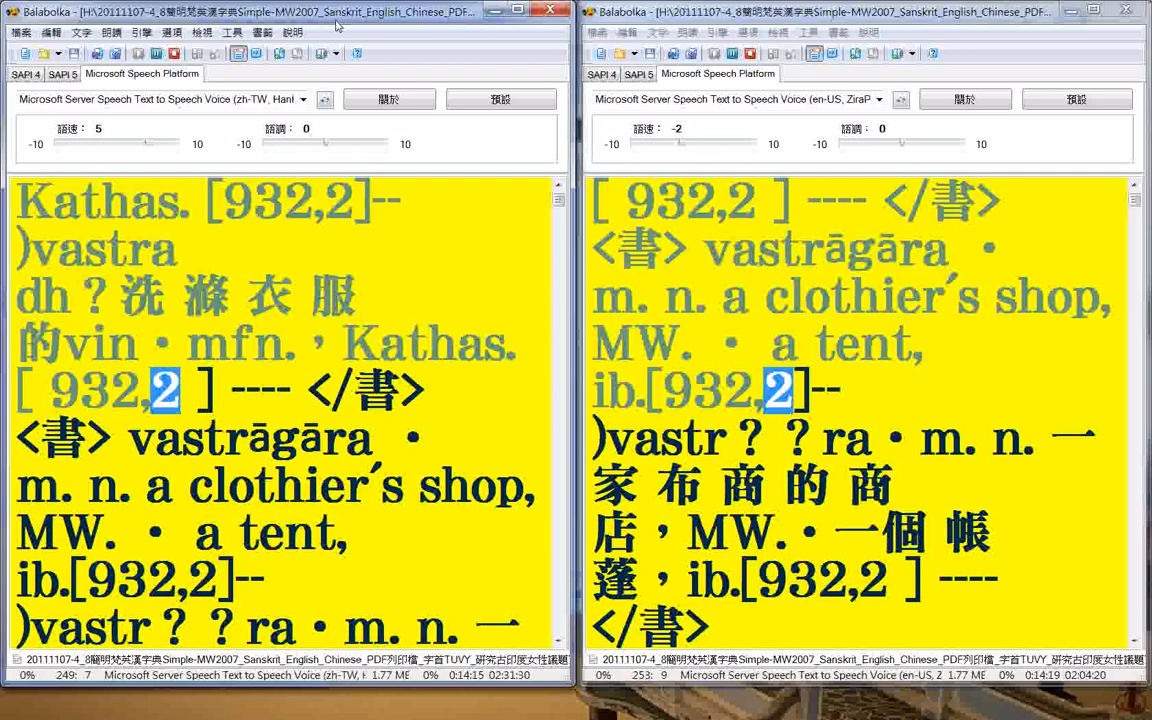 Balabolka - [H:\20111107-4_8簡明梵英漢字典Simple-MW2007_Sanskrit_English_Chinese_PDF...
檔案 編輯 文字 朗讀 引擎 選項 檢視 工具 書籤 說明
SAPI 4 SAPI 5 Microsoft Speech Platform
Microsoft Server Speech Text to Speech Voice (zh-TW, Hanl
關於
預設
語速： 5
語調： 0
-10 10 -10 10
Kathas. [932,2]--
)vastra
dh？洗 滌 衣 服
的vin·mfn.，Kathas.
[ 932,2 ] ---- </書>
<書> vastrāgāra ·
m. n. a clothier′s shop,
MW. · a tent,
ib.[932,2]--
)vastr？？ra·m. n. 一
20111107-4_8簡明梵英漢字典Simple-MW2007_Sanskrit_English_Chinese_PDF列印檔_字首TUVY_研究古印度女性議題
0% 249: 7 Microsoft Server Speech Text to Speech Voice (zh-TW, H 1.77 ME 0% 0:14:15 02:31:30
Balabolka - [H:\20111107-4_8簡明梵英漢字典Simple-MW2007_Sanskrit_English_Chinese_PDF...
檔案 編輯 文字 朗讀 引擎 選項 檢視 工具 書籤 說明
SAPI 4 SAPI 5 Microsoft Speech Platform
Microsoft Server Speech Text to Speech Voice (en-US, ZiraP
關於
預設
語速： -2
語調： 0
-10 10 -10 10
[ 932,2 ] ---- </書>
<書> vastrāgāra ·
m. n. a clothier′s shop,
MW. · a tent,
ib.[932,2]--
)vastr？？ra·m. n. 一
家 布 商 的 商
店，MW.·一個 帳
蓬，ib.[932,2 ] ----
</書>
20111107-4_8簡明梵英漢字典Simple-MW2007_Sanskrit_English_Chinese_PDF列印檔_字首TUVY_研究古印度女性議題
0% 253: 9 Microsoft Server Speech Text to Speech Voice (en-US, Z 1.77 ME 0% 0:14:19 02:04:20